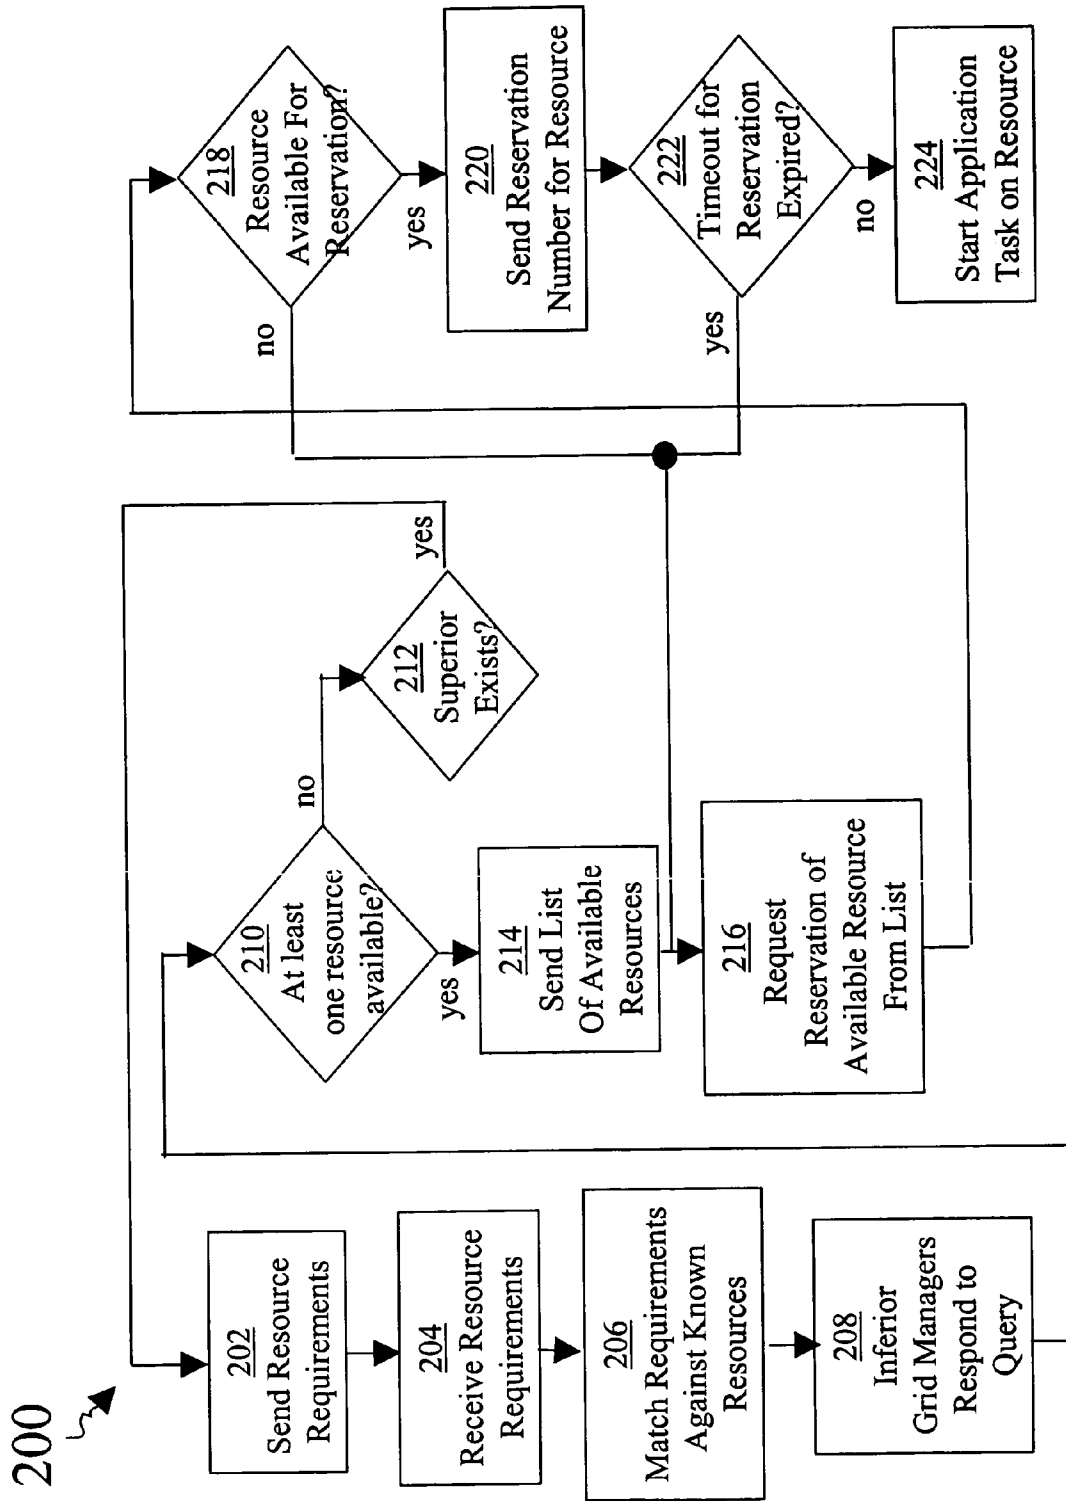 200
202
Send Resource
Requirements
204
Receive Resource
Requirements
206
Match Requirements
Against Known
Resources
208
Inferior
Grid Managers
Respond to
Query
210
At least
one resource
available?
no
yes
212
Superior
Exists?
yes
214
Send List
Of Available
Resources
216
Request
Reservation of
Available Resource
From List
218
Resource
Available For
Reservation?
no
yes
220
Send Reservation
Number for Resource
222
Timeout for
Reservation
Expired?
yes
no
224
Start Application
Task on Resource